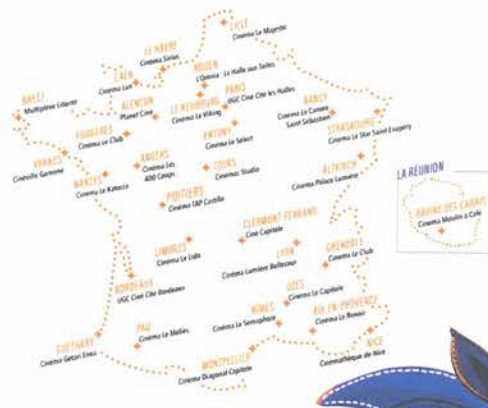 LILLE
Cinéma Le Majestic
LE HAVRE
Cinéma Sirius
CAEN
Cinéma Lux
ROUEN
L'Omnia La Halle aux Toiles
BREST
Multiplexe Liberté
ALENÇON
Planet Ciné
LE NEUBOURG
Cinéma Le Viking
PARIS
UGC Ciné Cité les Halles
NANCY
Cinéma Le Caméo
Saint Sébastien
STRASBOURG
Cinéma Le Star Saint Exupéry
FOUGÈRES
Cinéma Le Club
ANTONY
Cinéma Le Sélect
VANNES
Cinéville Garenne
ANGERS
Cinéma Les
400 Coups
TOURS
Cinémas Studio
ALTKIRCH
Cinéma Palace Lumière
NANTES
Cinéma Le Katorza
POITIERS
Cinéma TAP Castille
LA RÉUNION
RAVINE DES CABRIS
Cinéma Moulin à Café
CLERMONT FERRAND
Ciné Capitole
LIMOGES
Cinéma Le Lido
LYON
Cinéma Lumière Bellecour
GRENOBLE
Cinéma Le Club
BORDEAUX
UGC Ciné Cité Bordeaux
UZES
Cinéma Le Capitole
NÎMES
Cinéma Le Sémaphore
AIX-EN-PROVENCE
Cinéma Le Renoir
GUETHARY
Cinéma Getari Enea
PAU
Cinéma Le Méliès
MONTPELLIER
Cinéma Diagonal-Capitole
NICE
Cinémathèque de Nice